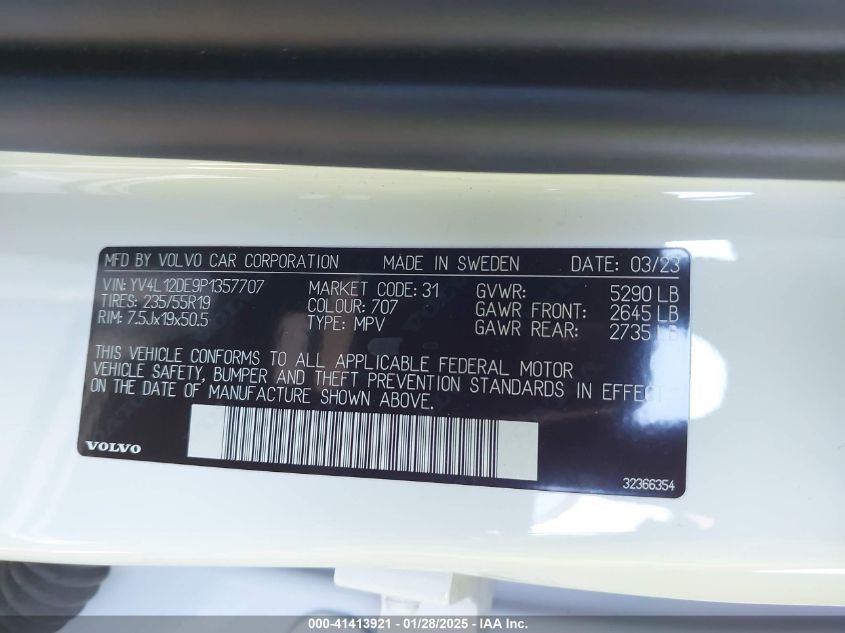 MFD BY VOLVO CAR CORPORATION MADE IN SWEDEN DATE: 03/23
VIN: YV4L12DE9P1357707 MARKET CODE: 31 GVWR: 5290 LB
TIRES: 235/55R19 COLOUR: 707 GAWR FRONT: 2645 LB
RIM: 7.5Jx19x50.5 TYPE: MPV GAWR REAR: 2735 LB
THIS VEHICLE CONFORMS TO ALL APPLICABLE FEDERAL MOTOR
VEHICLE SAFETY, BUMPER AND THEFT PREVENTION STANDARDS IN EFFECT
ON THE DATE OF MANUFACTURE SHOWN ABOVE.
VOLVO
32366354
000-41413921 - 01/28/2025 - IAA Inc.